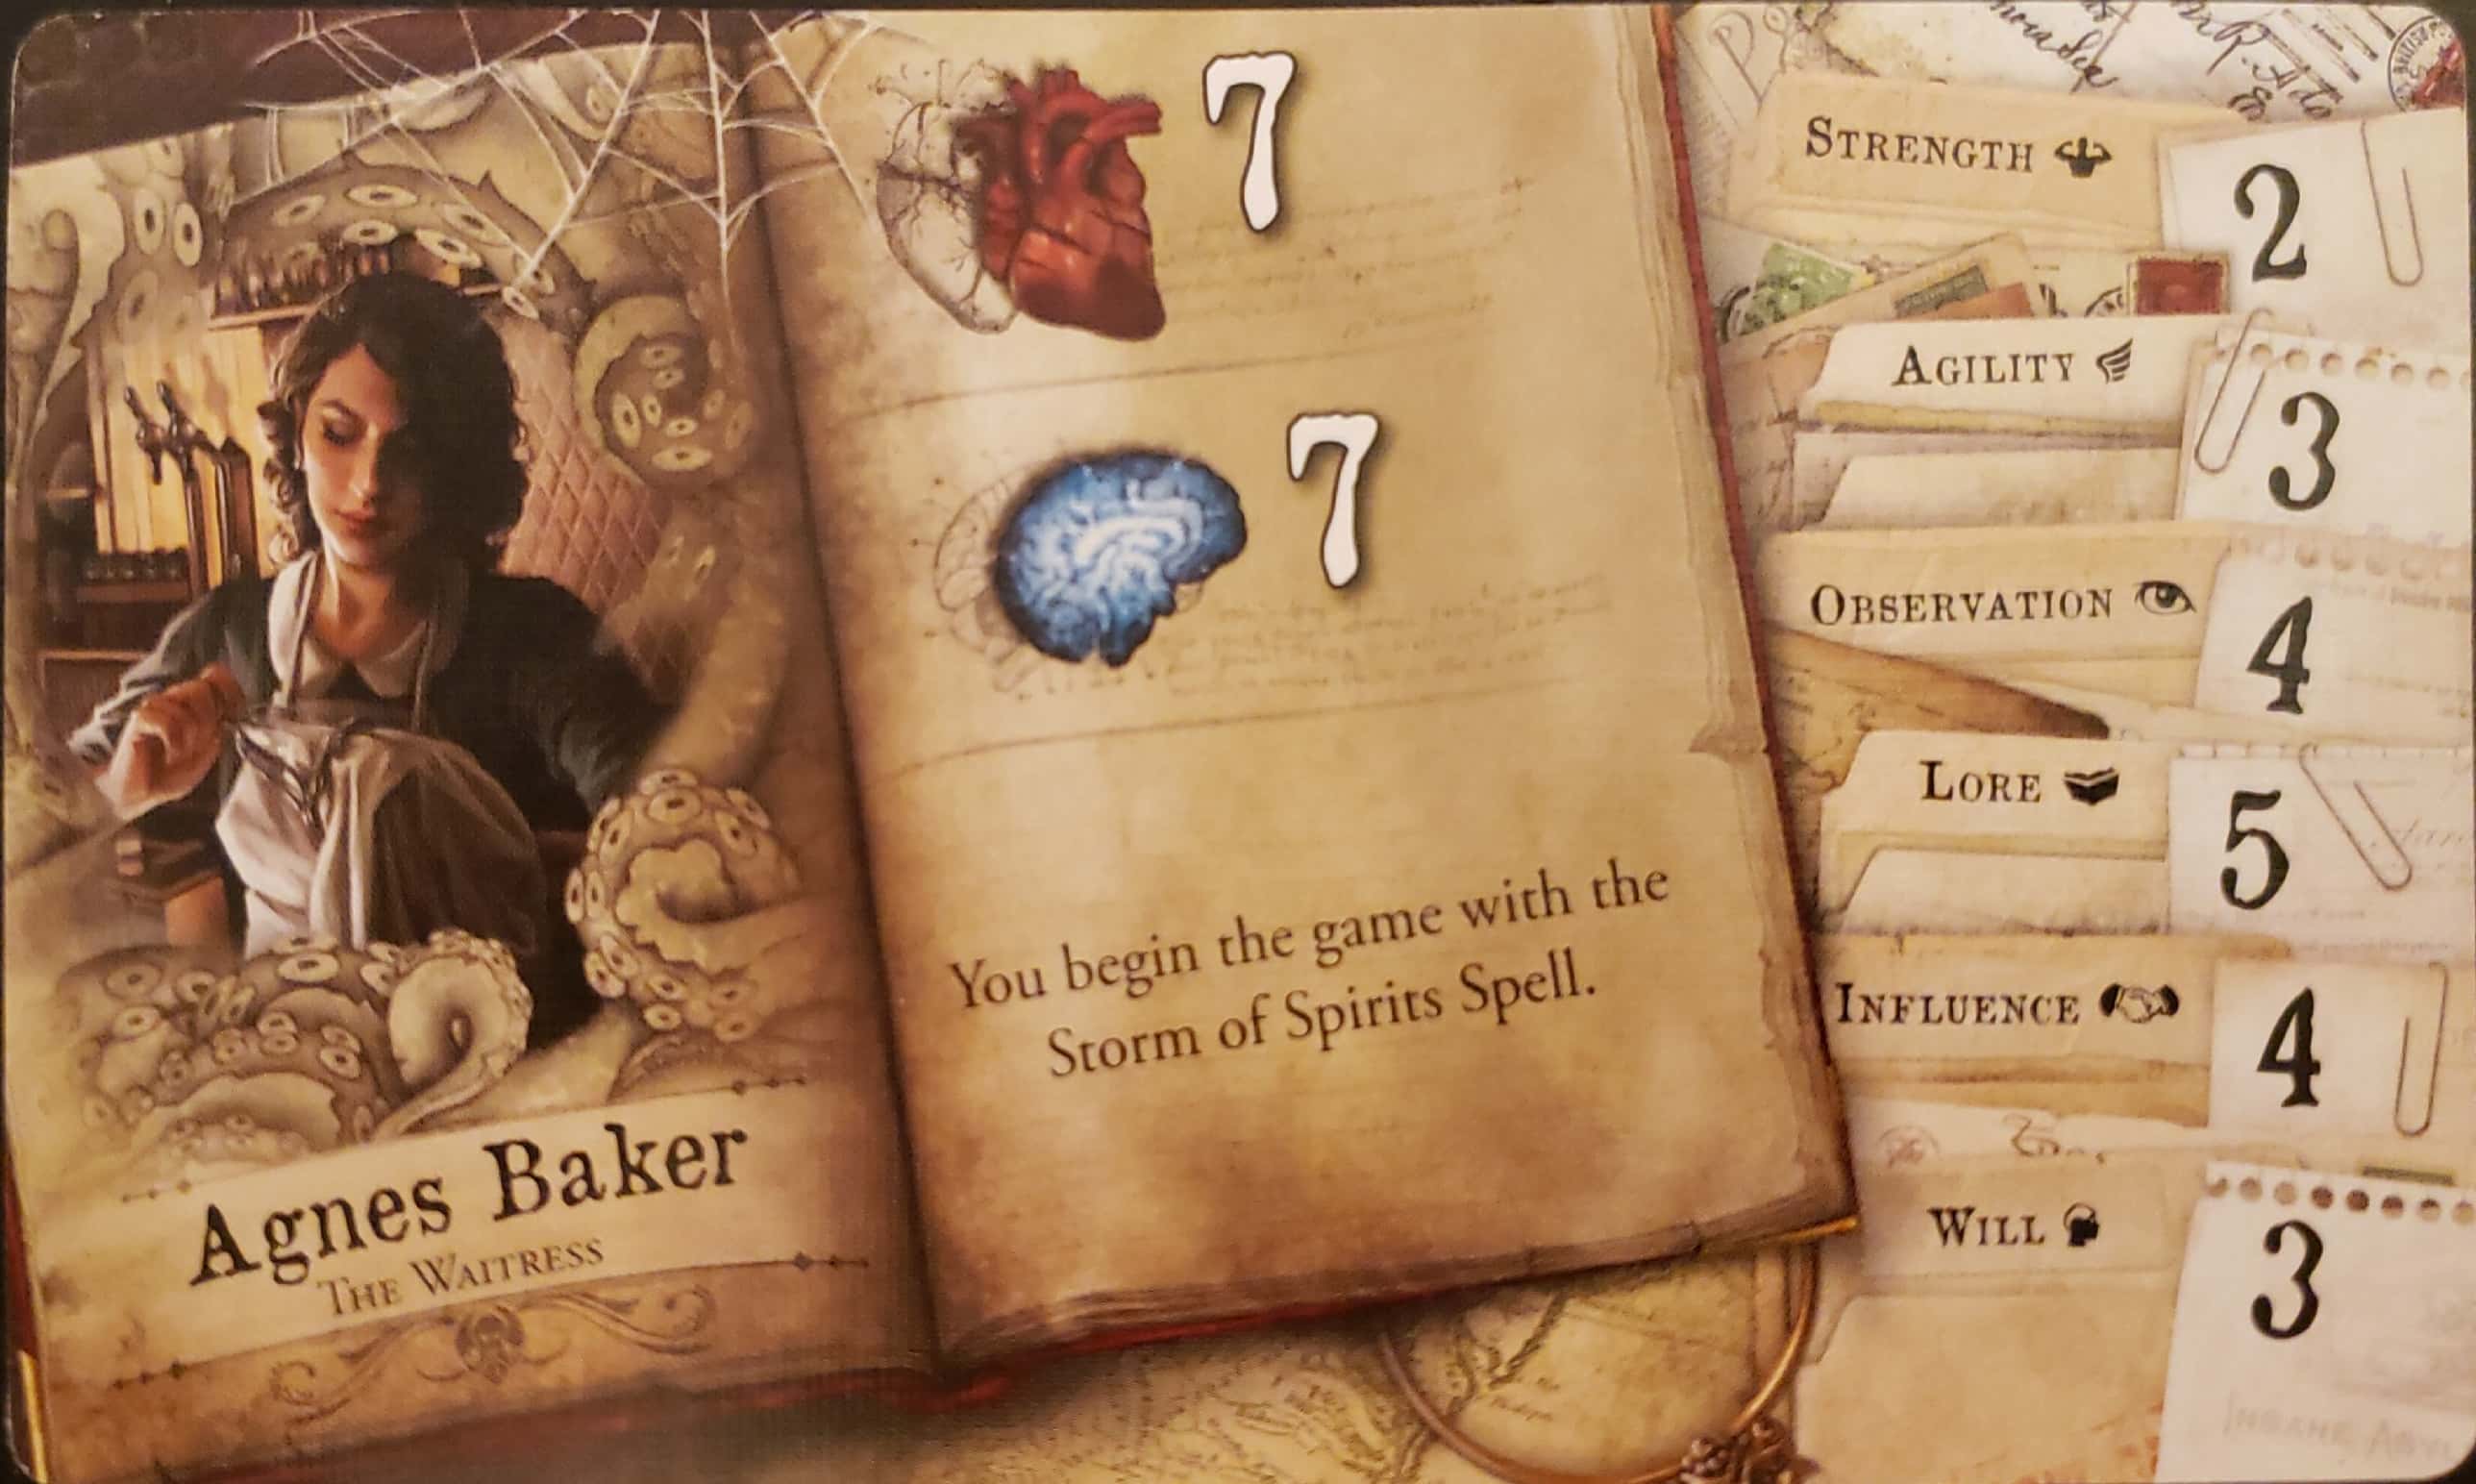 7
7
You begin the game with the
Storm of Spirits Spell.
Agnes Baker
The Waitress
Strength 2
Agility 3
Observation 4
Lore 5
Influence 4
Will 3